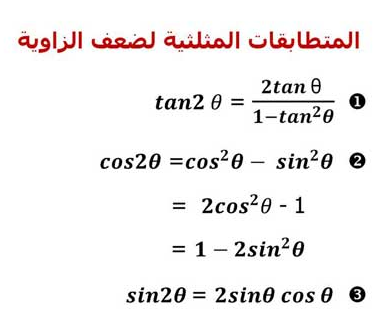 المتطابقات المثلثية لضعف الزاوية
❶ tan2 θ = 2tan θ / 1−tan²θ
❷ cos2θ =cos²θ − sin²θ
= 2cos²θ - 1
= 1 − 2sin²θ
❸ sin2θ = 2sinθ cos θ